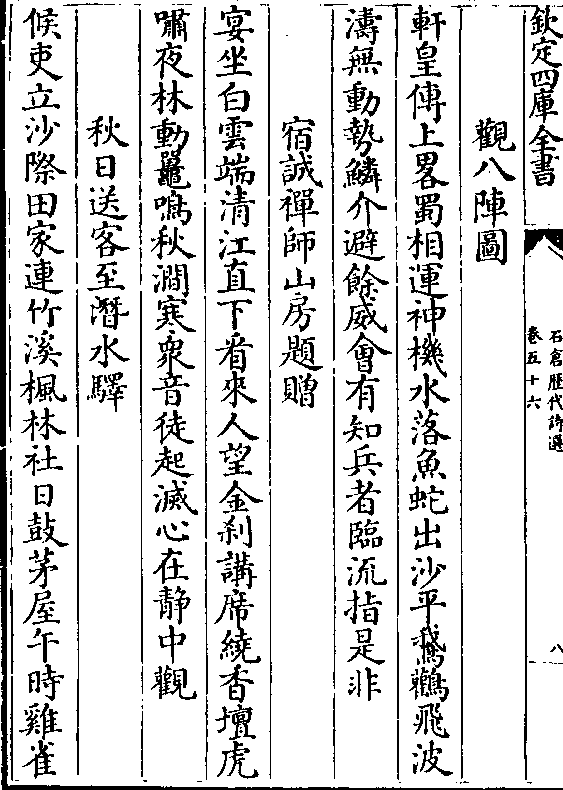 欽定四庫全書
石倉歷代詩選
卷五十六
八
觀八陣圖
軒皇傳上畧蜀相運神機水落魚蛇出沙平鵝鸛飛波
濤無動勢鱗介避餘威會有知兵者臨流指是非
宿誠禪師山房題贈
宴坐白雲端清江直下看來人望金刹講席繞香壇虎
嘯夜林動鼉鳴秋澗寒衆音徒起滅心在静中觀
秋日送客至潛水驛
候吏立沙際田家連竹溪楓林社日鼓茅屋午時雞雀